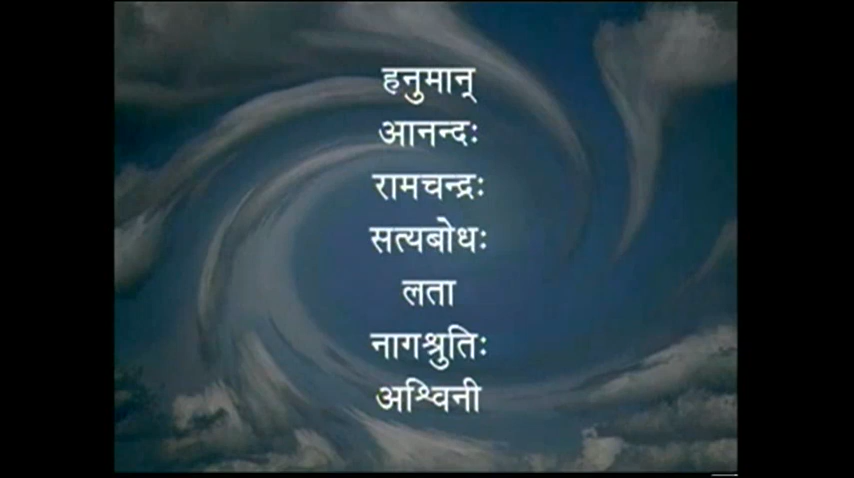 हनुमान्
आनन्दः
रामचन्द्रः
सत्यबोधः
लता
नागश्रुतिः
अश्विनी